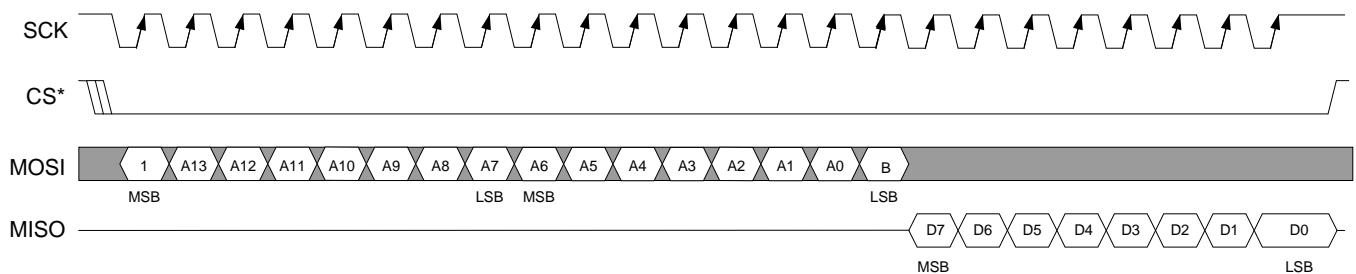 SCK
CS*
MOSI 1 A13 A12 A11 A10 A9 A8 A7 A6 A5 A4 A3 A2 A1 A0 B
MSB LSB MSB LSB
MISO D7 D6 D5 D4 D3 D2 D1 D0
MSB LSB